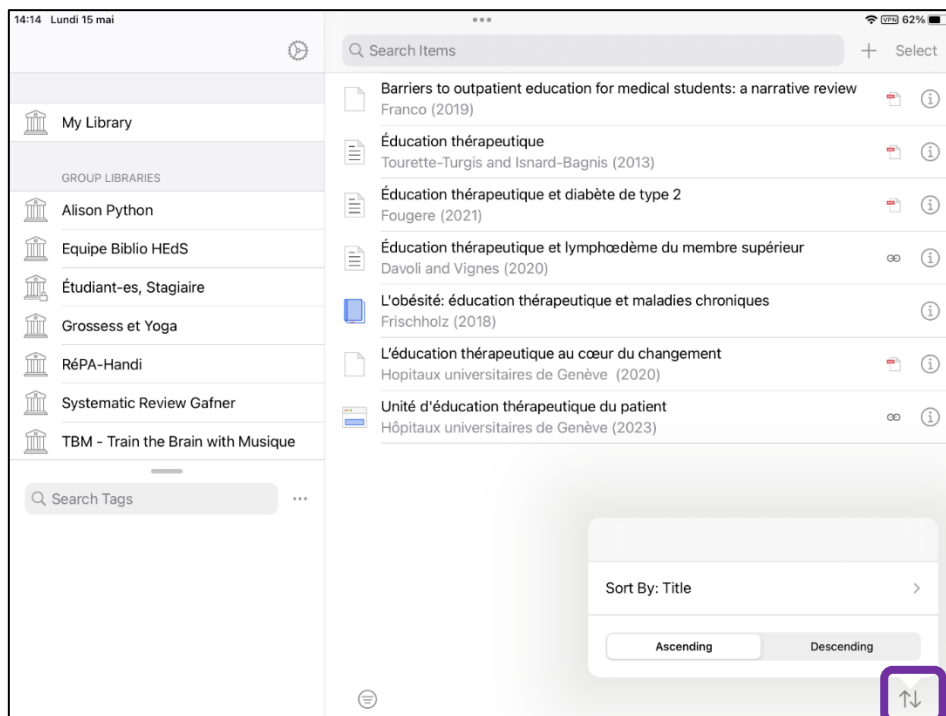 14:14 Lundi 15 mai
VPN 62%
Search Items
Select
My Library
GROUP LIBRARIES
Alison Python
Equipe Biblio HEdS
Étudiant-es, Stagiaire
Grossess et Yoga
RéPA-Handi
Systematic Review Gafner
TBM - Train the Brain with Musique
Search Tags
Barriers to outpatient education for medical students: a narrative review
Franco (2019)
Éducation thérapeutique
Tourette-Turgis and Isnard-Bagnis (2013)
Éducation thérapeutique et diabète de type 2
Fougere (2021)
Éducation thérapeutique et lymphœdème du membre supérieur
Davoli and Vignes (2020)
L'obésité: éducation thérapeutique et maladies chroniques
Frischholz (2018)
L’éducation thérapeutique au cœur du changement
Hopitaux universitaires de Genève (2020)
Unité d'éducation thérapeutique du patient
Hôpitaux universitaires de Genève (2023)
Sort By: Title
Ascending
Descending